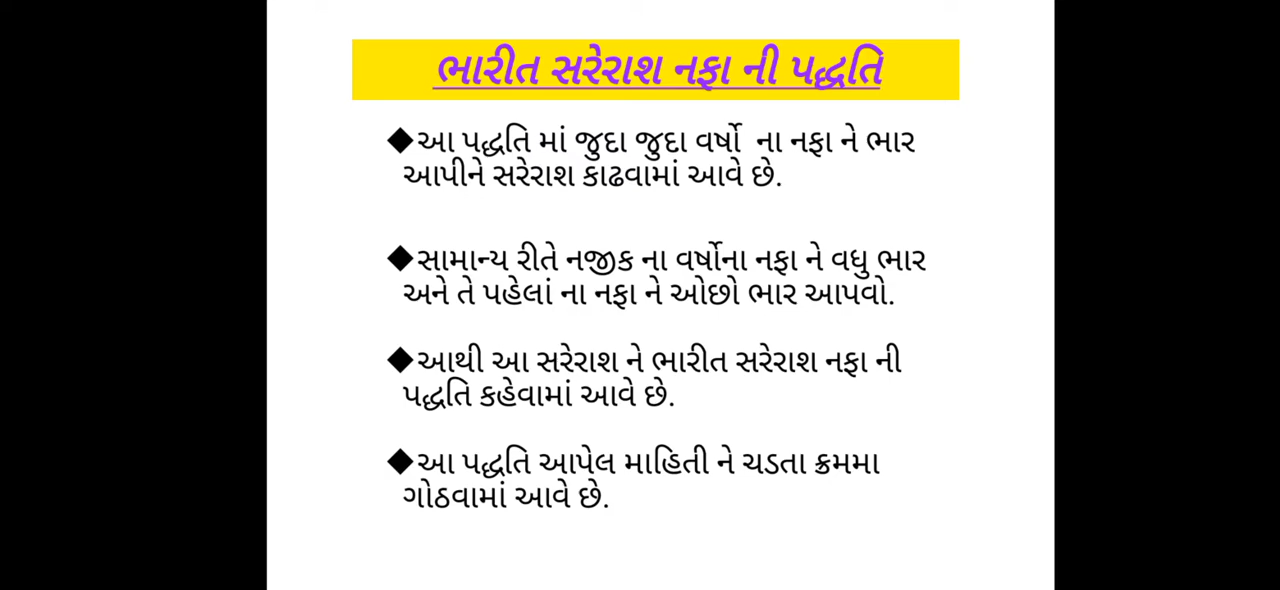 ભારીત સરેરાશ નફા ની પદ્ધતિ
◆આ પદ્ધતિ માં જુદા જુદા વર્ષો ના નફા ને ભાર
આપીને સરેરાશ કાઢવામાં આવે છે.
◆સામાન્ય રીતે નજીક ના વર્ષોના નફા ને વધુ ભાર
અને તે પહેલાં ના નફા ને ઓછો ભાર આપવો.
◆આથી આ સરેરાશ ને ભારીત સરેરાશ નફા ની
પદ્ધતિ કહેવામાં આવે છે.
◆આ પદ્ધતિ આપેલ માહિતી ને ચડતા ક્રમમા
ગોઠવામાં આવે છે.